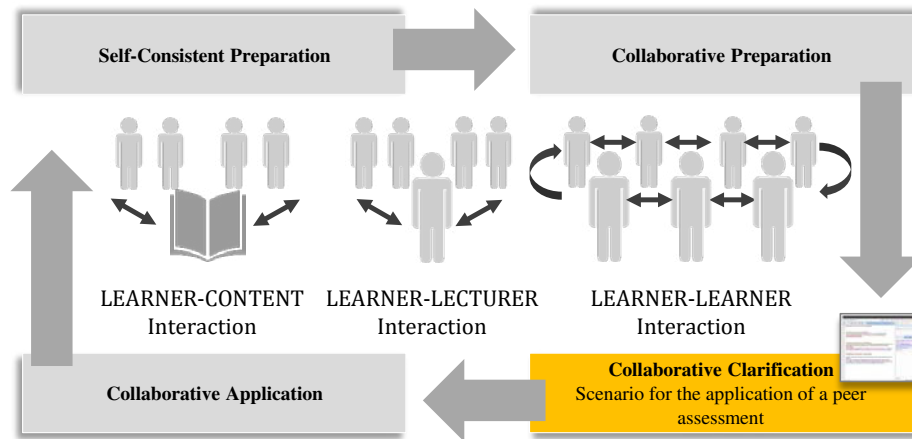 Self-Consistent Preparation
Collaborative Preparation
LEARNER-CONTENT
Interaction
LEARNER-LECTURER
Interaction
LEARNER-LEARNER
Interaction
Collaborative Application
Collaborative Clarification
Scenario for the application of a peer
assessment